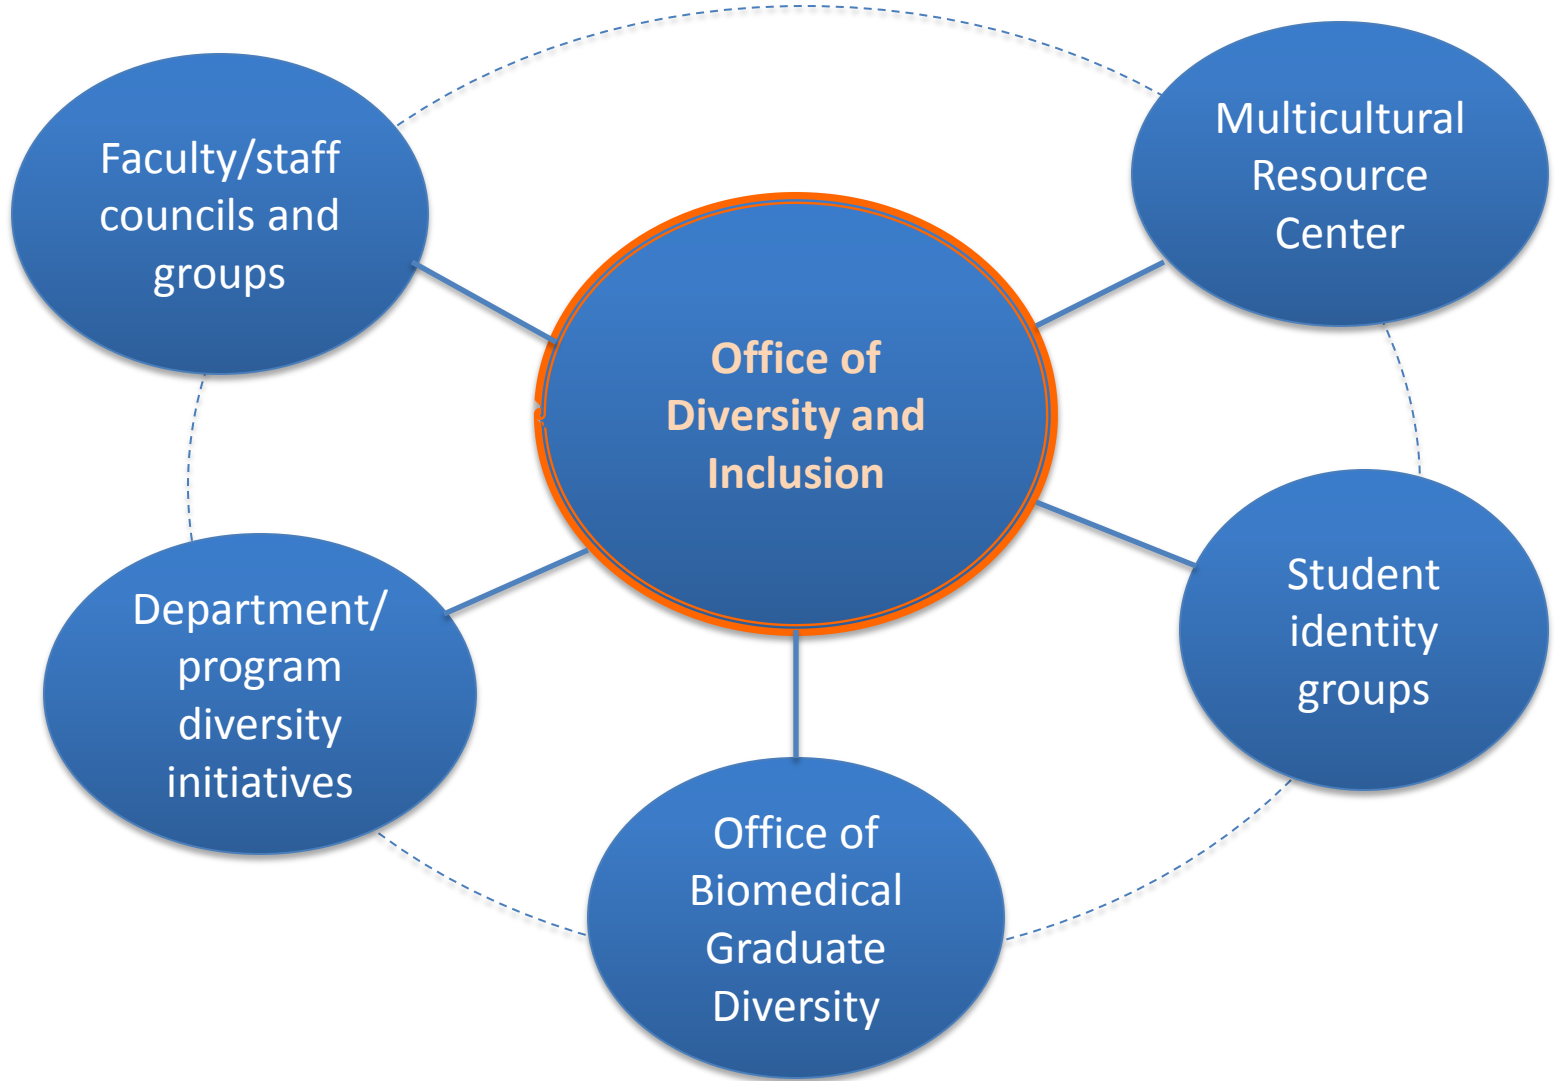 Faculty/staff
councils and
groups
Multicultural
Resource
Center
Office of
Diversity and
Inclusion
Student
identity
groups
Department/
program
diversity
initiatives
Office of
Biomedical
Graduate
Diversity